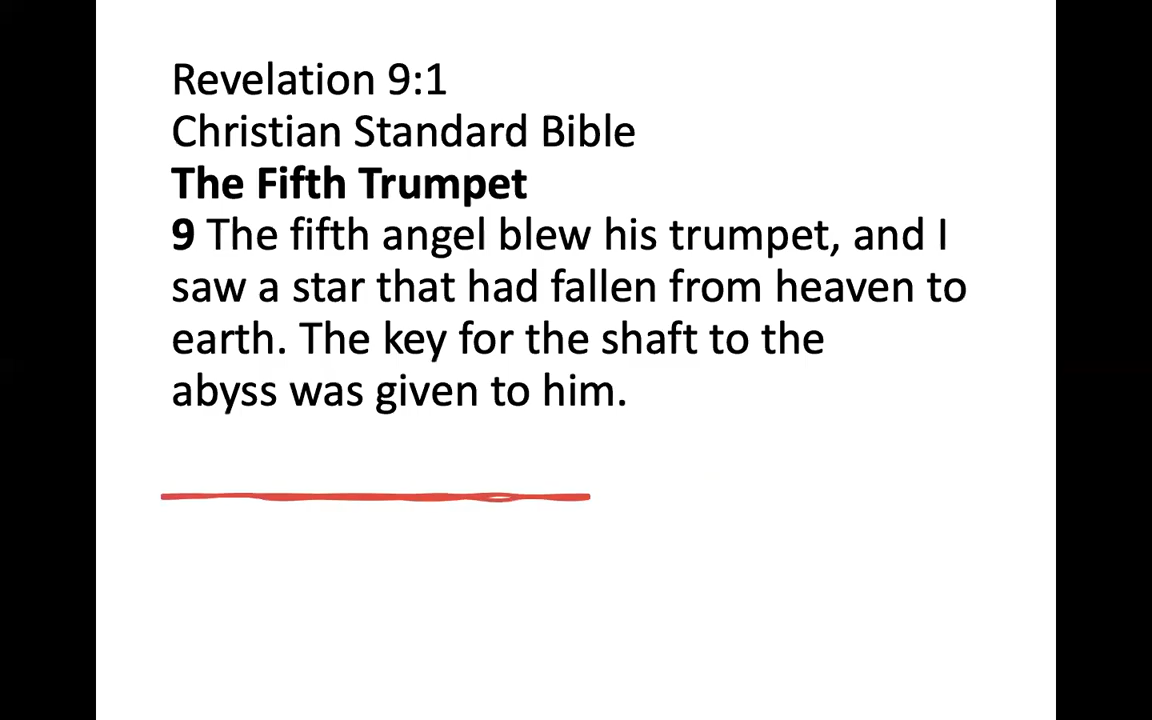 Revelation 9:1
Christian Standard Bible
The Fifth Trumpet
9 The fifth angel blew his trumpet, and I
saw a star that had fallen from heaven to
earth. The key for the shaft to the
abyss was given to him.